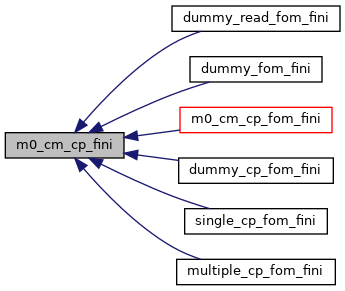 dummy_read_fom_fini
dummy_fom_fini
m0_cm_cp_fom_fini
m0_cm_cp_fini
dummy_cp_fom_fini
single_cp_fom_fini
multiple_cp_fom_fini